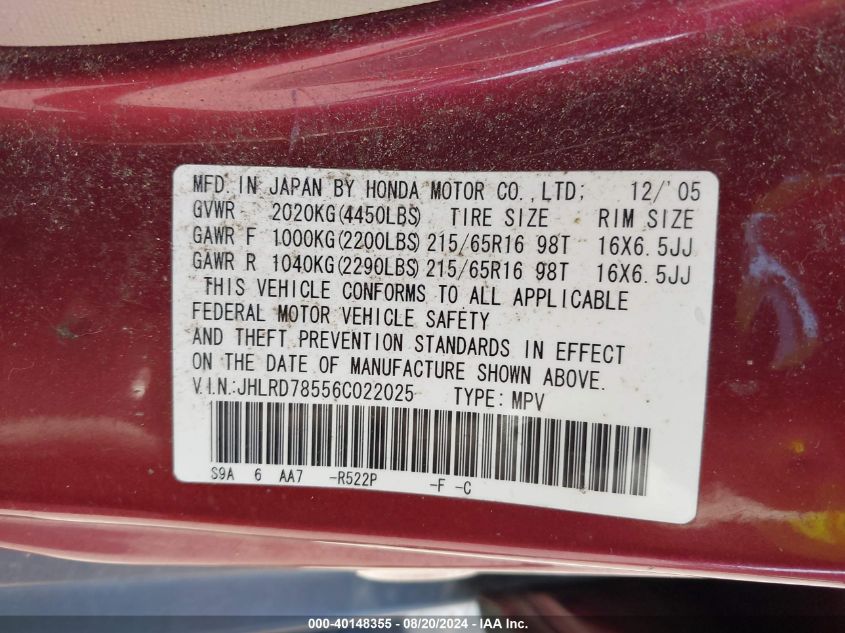 MFD. IN JAPAN BY HONDA MOTOR CO., LTD; 12/'05
GVWR 2020KG(4450LBS) TIRE SIZE RIM SIZE
GAWR F 1000KG(2200LBS) 215/65R16 98T 16X6.5JJ
GAWR R 1040KG(2290LBS) 215/65R16 98T 16X6.5JJ
THIS VEHICLE CONFORMS TO ALL APPLICABLE
FEDERAL MOTOR VEHICLE SAFETY
AND THEFT PREVENTION STANDARDS IN EFFECT
ON THE DATE OF MANUFACTURE SHOWN ABOVE.
V.I.N.:JHLRD78556C022025 TYPE: MPV
S9A 6 AA7 -R522P -F -C
000-40148355 - 08/20/2024 - IAA Inc.